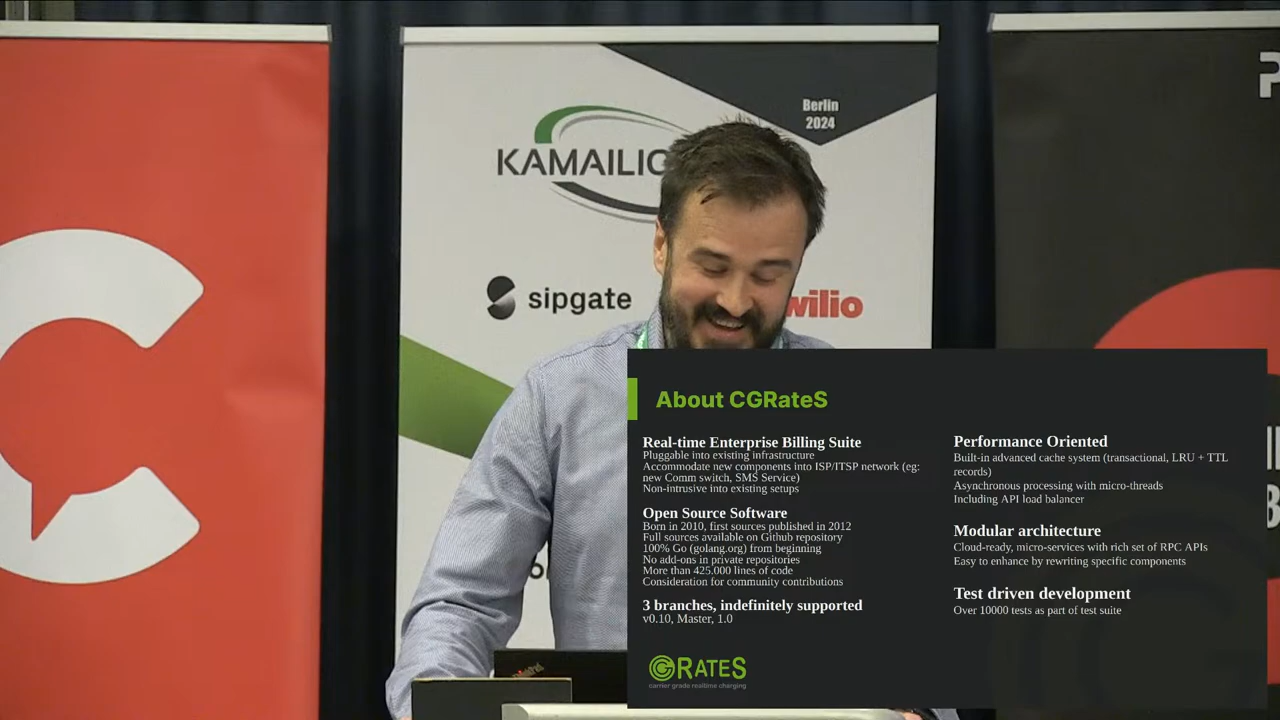 Berlin
2024
KAMAILIO
sipgate
wilio
About CGRateS
Real-time Enterprise Billing Suite
Pluggable into existing infrastructure
Accommodate new components into ISP/ITSP network (eg:
new Comm switch, SMS Service)
Non-intrusive into existing setups
Open Source Software
Born in 2010, first sources published in 2012
Full sources available on Github repository
100% Go (golang.org) from beginning
No add-ons in private repositories
More than 425.000 lines of code
Consideration for community contributions
3 branches, indefinitely supported
v0.10, Master, 1.0
Performance Oriented
Built-in advanced cache system (transactional, LRU + TTL
records)
Asynchronous processing with micro-threads
Including API load balancer
Modular architecture
Cloud-ready, micro-services with rich set of RPC APIs
Easy to enhance by rewriting specific components
Test driven development
Over 10000 tests as part of test suite
CGRATES
carrier grade realtime charging